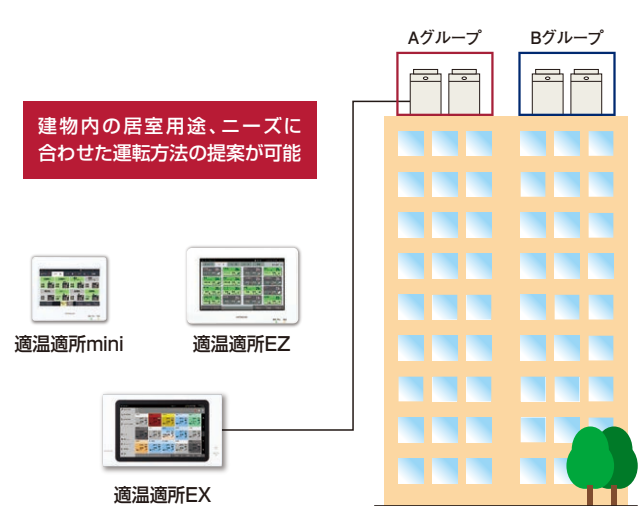 Aグループ
Bグループ
建物内の居室用途、ニーズに
合わせた運転方法の提案が可能
適温適所mini
適温適所EZ
適温適所EX